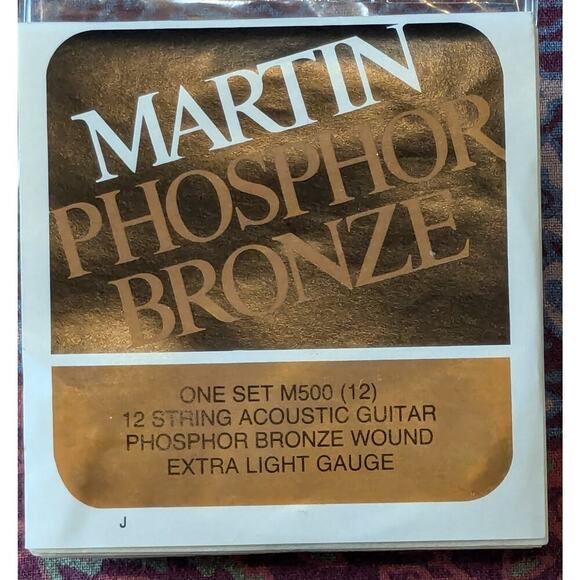 MARTIN
PHOSPHOR
BRONZE
ONE SET M500 (12)
12 STRING ACOUSTIC GUITAR
PHOSPHOR BRONZE WOUND
EXTRA LIGHT GAUGE
J